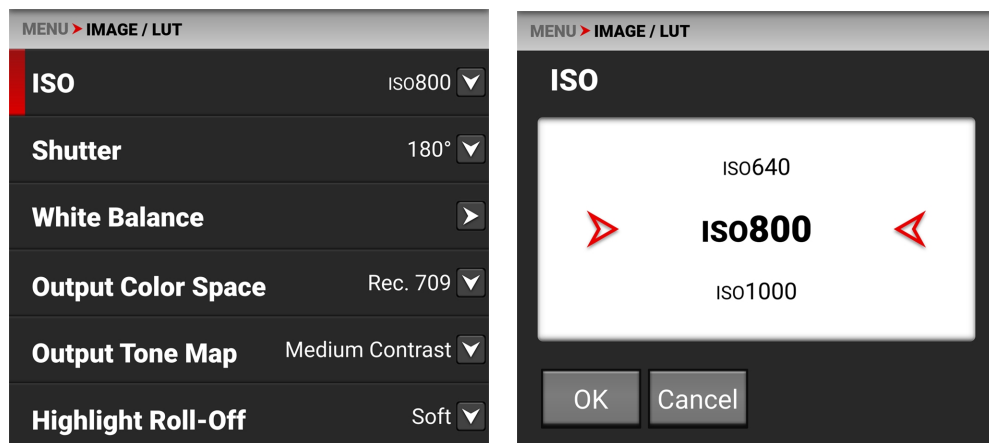 MENU IMAGE / LUT
ISO ISO800
Shutter 180°
White Balance
Output Color Space Rec. 709
Output Tone Map Medium Contrast
Highlight Roll-Off Soft
MENU IMAGE / LUT
ISO
ISO640
ISO800
ISO1000
OK Cancel